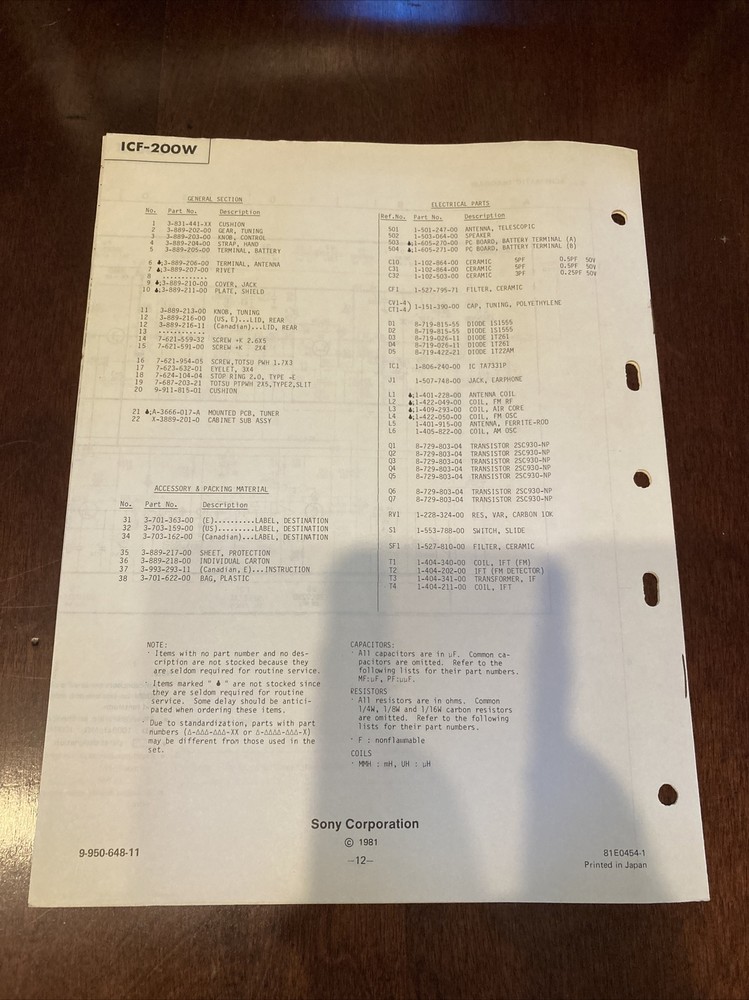 ICF-200W
GENERAL SECTION
No. Part No. Description
1 3-831-441-XX CUSHION
2 3-889-202-00 GEAR, TUNING
3 3-889-203-00 KNOB, CONTROL
4 3-889-204-00 STRAP, HAND
5 3-889-205-00 TERMINAL, BATTERY
6 ♠;3-889-206-00 TERMINAL, ANTENNA
7 ♠;3-889-207-00 RIVET
8 ...........
9 ♠;3-889-210-00 COVER, JACK
10 ♠;3-889-211-00 PLATE, SHIELD
11 3-889-213-00 KNOB, TUNING
12 3-889-216-00 (US, E)...LID, REAR
12 3-889-216-11 (Canadian)...LID, REAR
13 ...........
14 7-621-559-32 SCREW +K 2.6X5
15 7-621-591-00 SCREW +K 2X4
16 7-621-954-05 SCREW,TOTSU PWH 1.7X3
17 7-623-632-01 EYELET, 3X4
18 7-624-104-04 STOP RING 2.0, TYPE -E
19 7-687-203-21 TOTSU PTPWH 2X5,TYPE2,SLIT
20 9-911-815-01 CUSHION
21 ♠;A-3666-017-A MOUNTED PCB, TUNER
22 X-3889-201-0 CABINET SUB ASSY
ACCESSORY & PACKING MATERIAL
No. Part No. Description
31 3-701-363-00 (E)..........LABEL, DESTINATION
32 3-703-159-00 (US).........LABEL, DESTINATION
34 3-703-162-00 (Canadian)...LABEL, DESTINATION
35 3-889-217-00 SHEET, PROTECTION
36 3-889-218-00 INDIVIDUAL CARTON
37 3-993-293-11 (Canadian, E)...INSTRUCTION
38 3-701-622-00 BAG, PLASTIC
ELECTRICAL PARTS
Ref.No. Part No. Description
501 1-501-247-00 ANTENNA, TELESCOPIC
502 1-503-064-00 SPEAKER
503 ♠;1-605-270-00 PC BOARD, BATTERY TERMINAL (A)
504 ♠;1-605-271-00 PC BOARD, BATTERY TERMINAL (B)
C10 1-102-864-00 CERAMIC 5PF 0.5PF 50V
C31 1-102-864-00 CERAMIC 5PF 0.5PF 50V
C32 1-102-503-00 CERAMIC 3PF 0.25PF 50V
CF1 1-527-795-71 FILTER, CERAMIC
CV1-4)
CT1-4) 1-151-390-00 CAP, TUNING, POLYETHYLENE
D1 8-719-815-55 DIODE 1S1555
D2 8-719-815-55 DIODE 1S1555
D3 8-719-026-11 DIODE 1T261
D4 8-719-026-11 DIODE 1T261
D5 8-719-422-21 DIODE 1T22AM
IC1 1-806-240-00 IC TA7331P
J1 1-507-748-00 JACK, EARPHONE
L1 ♠;1-401-228-00 ANTENNA COIL
L2 ♠;1-422-049-00 COIL, FM RF
L3 ♠;1-409-293-00 COIL, AIR CORE
L4 ♠;1-422-050-00 COIL, FM OSC
L5 1-401-915-00 ANTENNA, FERRITE-ROD
L6 1-405-822-00 COIL, AM OSC
Q1 8-729-803-04 TRANSISTOR 2SC930-NP
Q2 8-729-803-04 TRANSISTOR 2SC930-NP
Q3 8-729-803-04 TRANSISTOR 2SC930-NP
Q4 8-729-803-04 TRANSISTOR 2SC930-NP
Q5 8-729-803-04 TRANSISTOR 2SC930-NP
Q6 8-729-803-04 TRANSISTOR 2SC930-NP
Q7 8-729-803-04 TRANSISTOR 2SC930-NP
RV1 1-228-324-00 RES, VAR, CARBON 10K
S1 1-553-788-00 SWITCH, SLIDE
SF1 1-527-810-00 FILTER, CERAMIC
T1 1-404-340-00 COIL, IFT (FM)
T2 1-404-202-00 IFT (FM DETECTOR)
T3 1-404-341-00 TRANSFORMER, IF
T4 1-404-211-00 COIL, IFT
NOTE:
· Items with no part number and no des-
cription are not stocked because they
are seldom required for routine service.
· Items marked " ♠ " are not stocked since
they are seldom required for routine
service. Some delay should be antici-
pated when ordering these items.
· Due to standardization, parts with part
numbers (Δ-ΔΔΔ-ΔΔΔ-XX or Δ-ΔΔΔΔ-ΔΔΔ-X)
may be different from those used in the
set.
CAPACITORS:
· All capacitors are in μF. Common ca-
pacitors are omitted. Refer to the
following lists for their part numbers.
MF:μF, PF:μμF.
RESISTORS
· All resistors are in ohms. Common
1/4W, 1/8W and 1/16W carbon resistors
are omitted. Refer to the following
lists for their part numbers.
· F : nonflammable
COILS
· MMH : mH, UH : μH
Sony Corporation
© 1981
9-950-648-11
—12—
81E0454-1
Printed in Japan